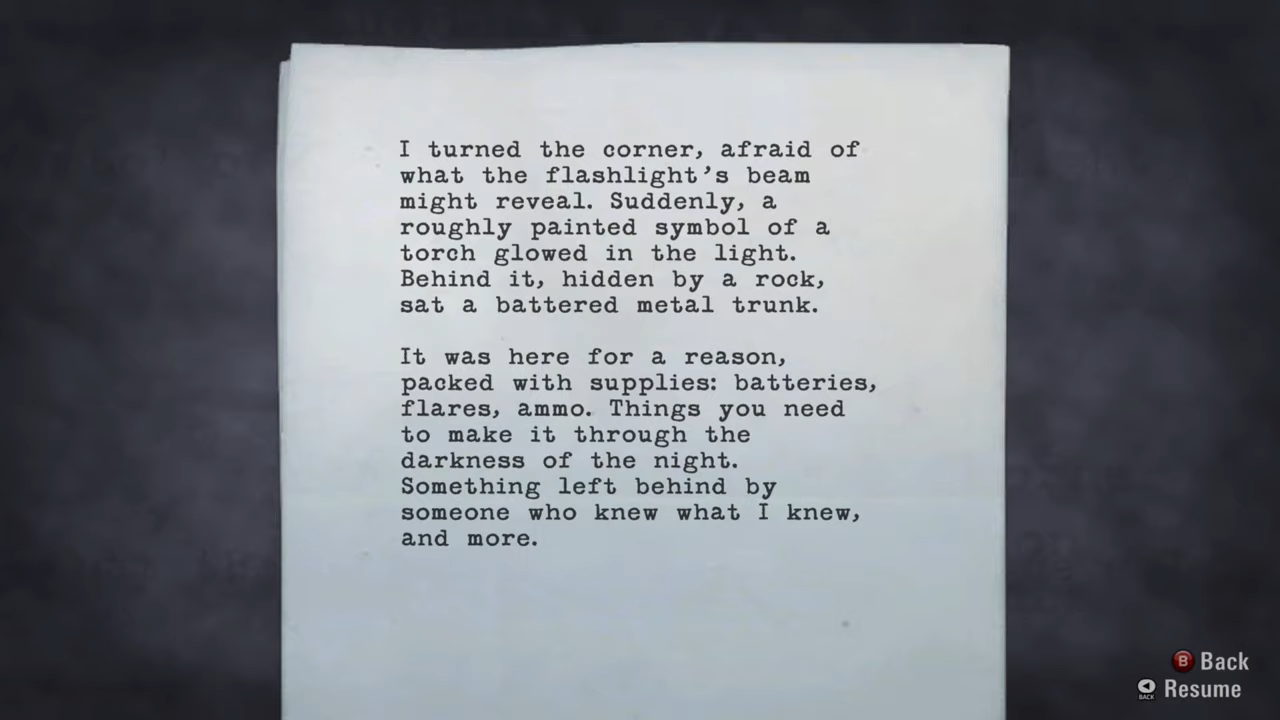 I turned the corner, afraid of
what the flashlight's beam
might reveal. Suddenly, a
roughly painted symbol of a
torch glowed in the light.
Behind it, hidden by a rock,
sat a battered metal trunk.
It was here for a reason,
packed with supplies: batteries,
flares, ammo. Things you need
to make it through the
darkness of the night.
Something left behind by
someone who knew what I knew,
and more.
B Back
BACK Resume